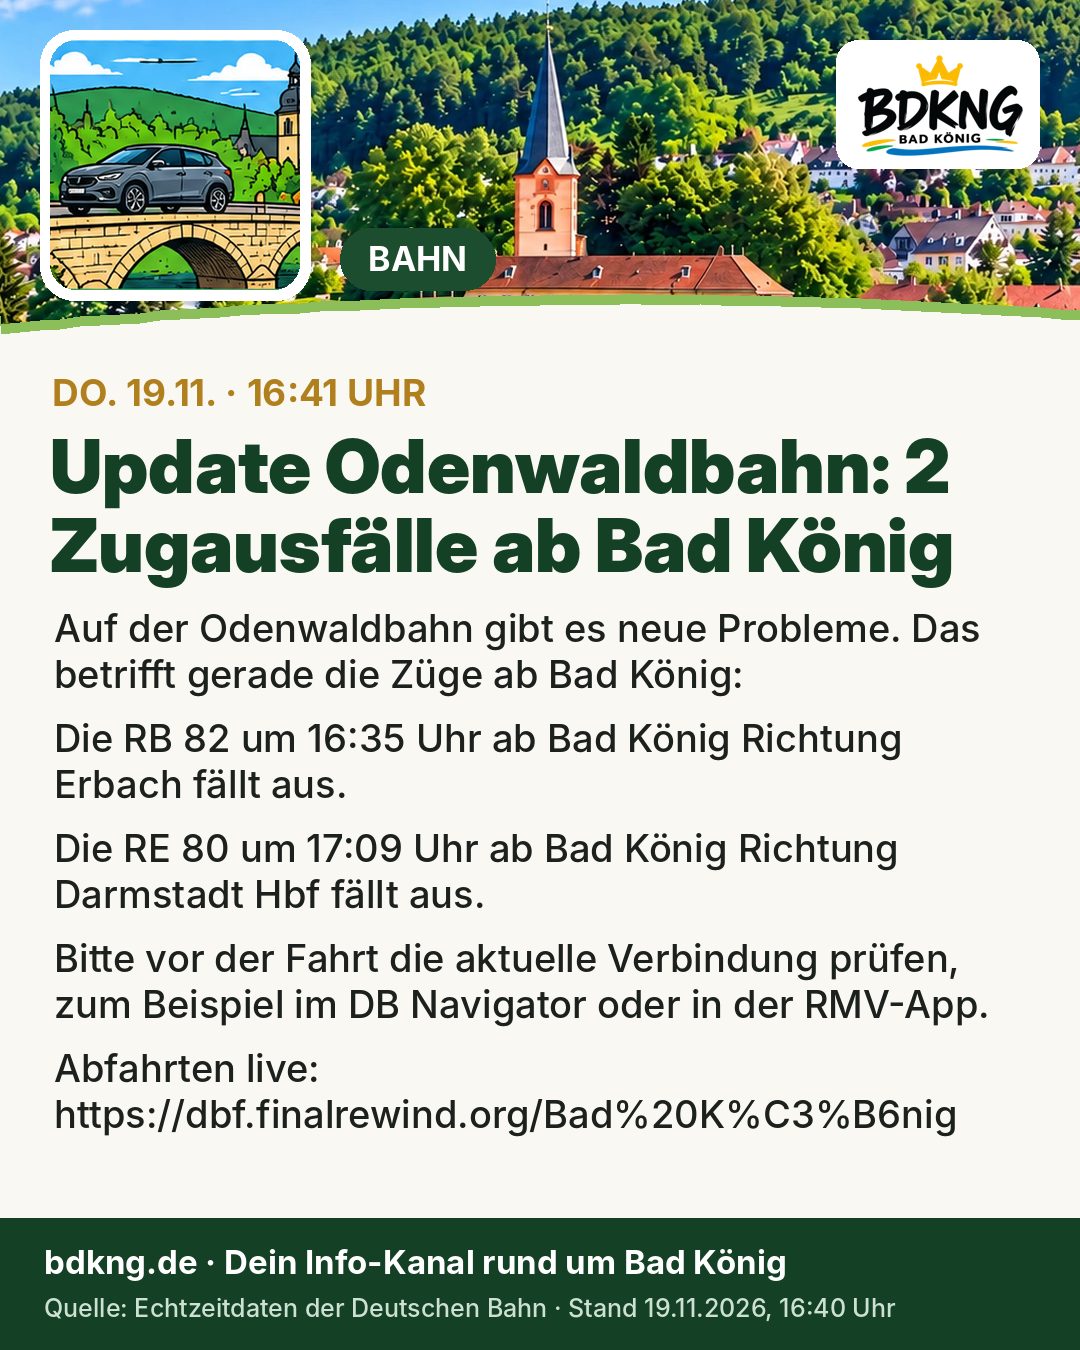 BDKNG
BAD KÖNIG
BAHN
DO. 19.11. · 16:41 UHR
Update Odenwaldbahn: 2
Zugausfälle ab Bad König
Auf der Odenwaldbahn gibt es neue Probleme. Das
betrifft gerade die Züge ab Bad König:
Die RB 82 um 16:35 Uhr ab Bad König Richtung
Erbach fällt aus.
Die RE 80 um 17:09 Uhr ab Bad König Richtung
Darmstadt Hbf fällt aus.
Bitte vor der Fahrt die aktuelle Verbindung prüfen,
zum Beispiel im DB Navigator oder in der RMV-App.
Abfahrten live:
https://dbf.finalrewind.org/Bad%20K%C3%B6nig
bdkng.de · Dein Info-Kanal rund um Bad König
Quelle: Echtzeitdaten der Deutschen Bahn · Stand 19.11.2026, 16:40 Uhr